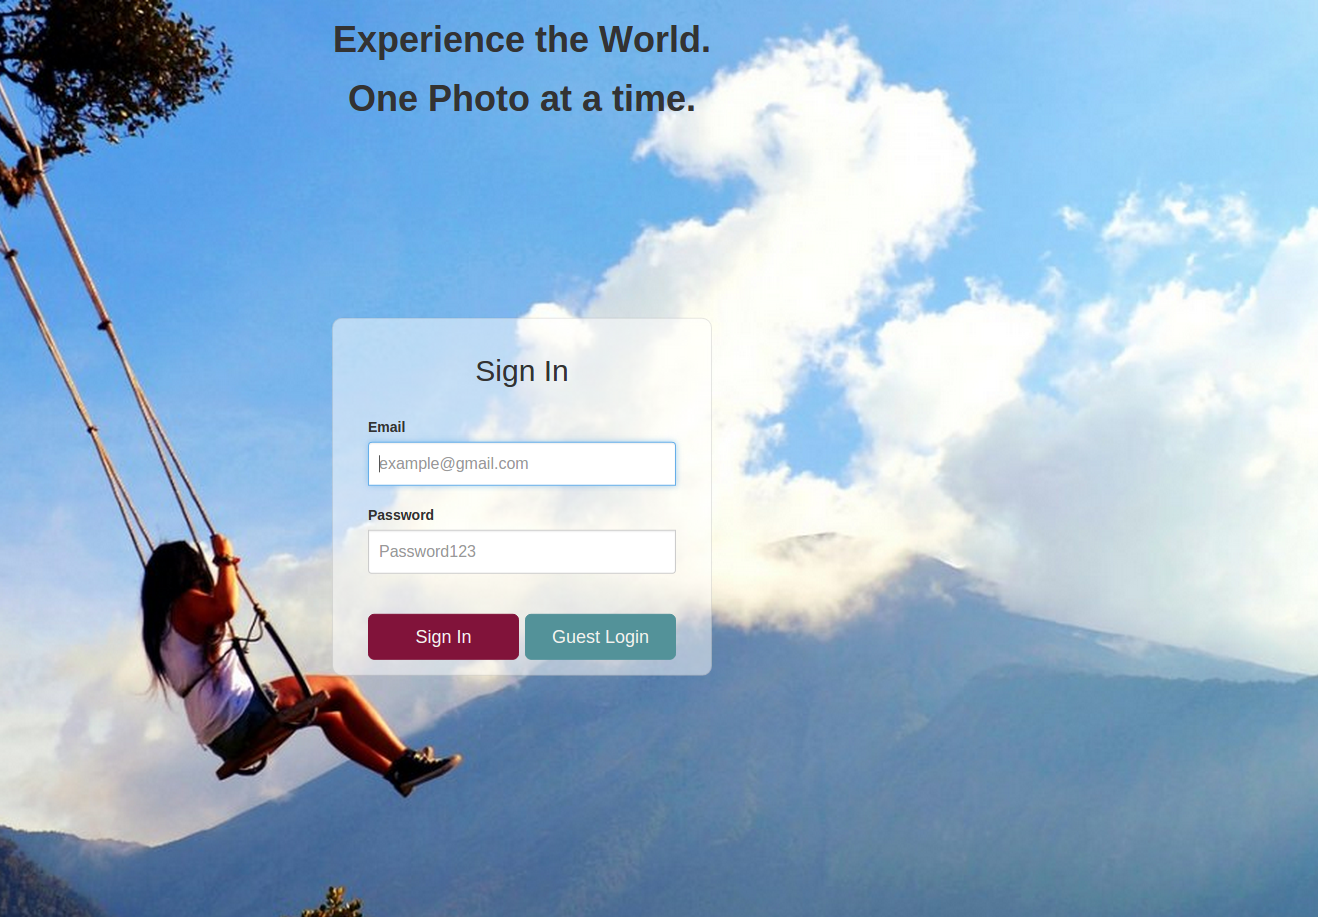 Experience the World.
One Photo at a time.
Sign In
Email
example@gmail.com
Password
Password123
Sign In
Guest Login